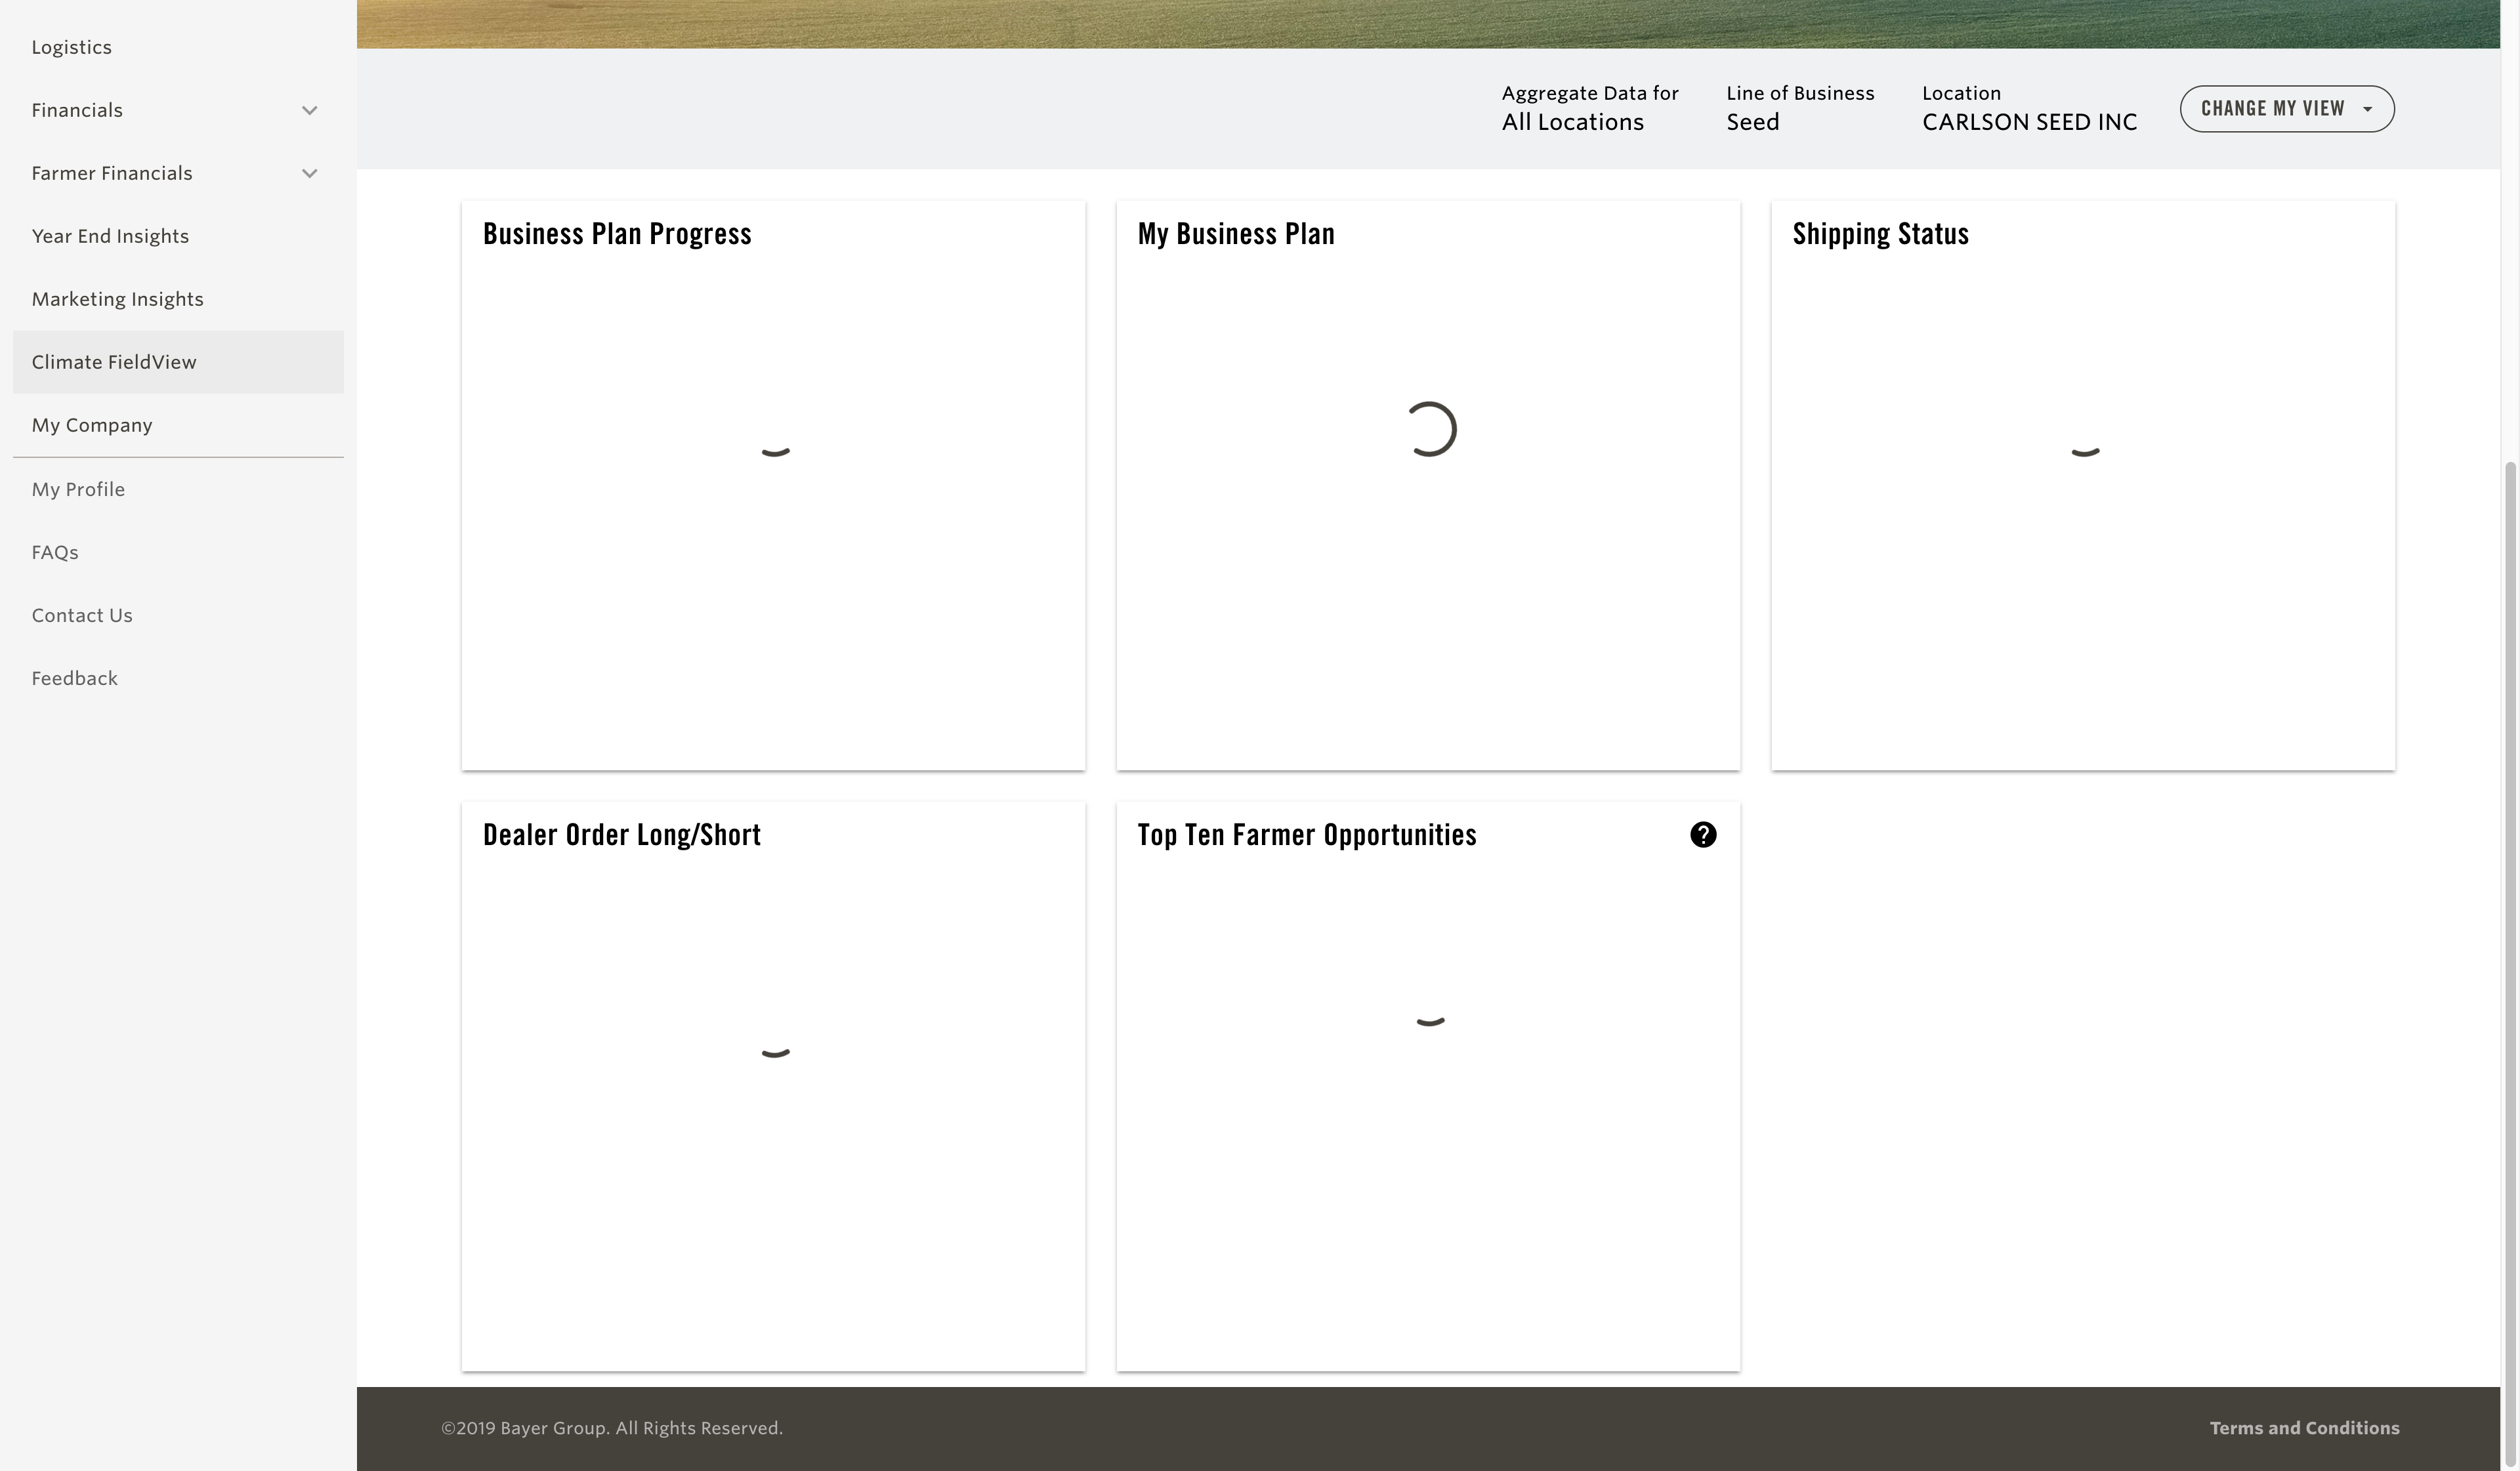 Logistics
Financials
Farmer Financials
Year End Insights
Marketing Insights
Climate FieldView
My Company
My Profile
FAQs
Contact Us
Feedback
Aggregate Data for
All Locations
Line of Business
Seed
Location
CARLSON SEED INC
CHANGE MY VIEW
Business Plan Progress
My Business Plan
Shipping Status
Dealer Order Long/Short
Top Ten Farmer Opportunities
?
©2019 Bayer Group. All Rights Reserved.
Terms and Conditions